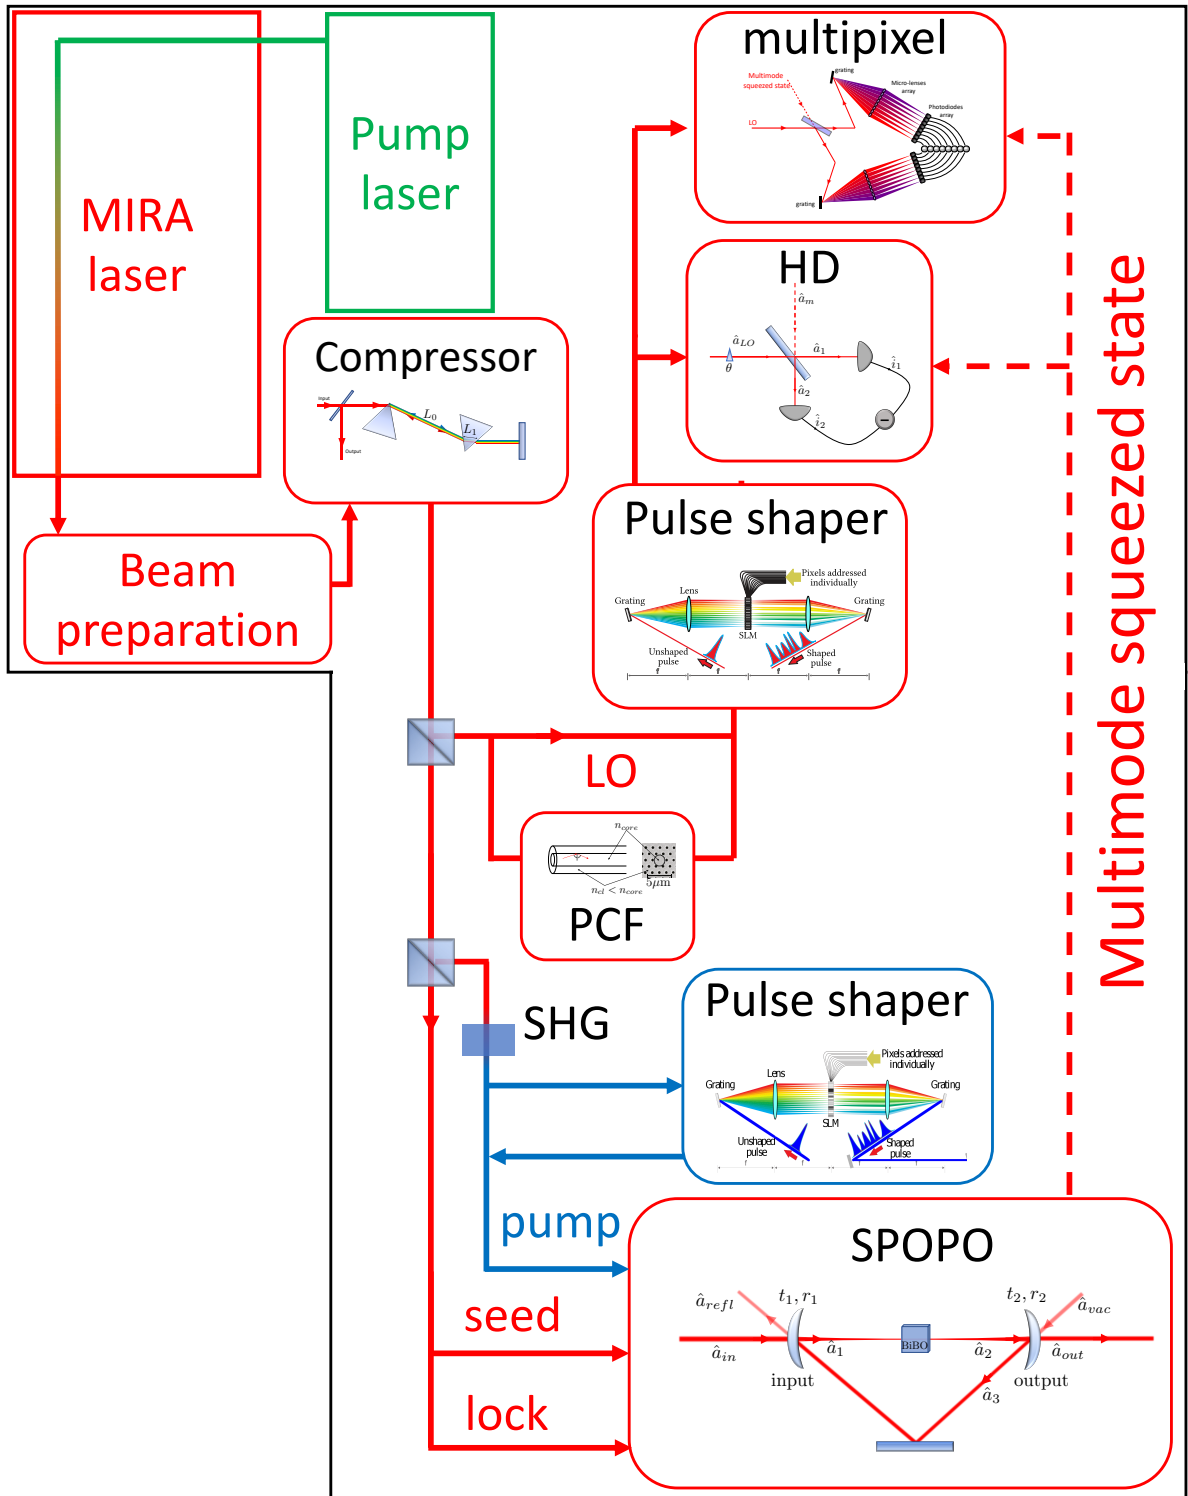 multipixel
grating
Multimode
squeezed state
Micro-lenses
array
Photodiodes
array
LO
grating
Pump
laser
MIRA
laser
HD
â_m
â_LO
θ
â_1
î_1
â_2
î_2
Compressor
Input
L_0
L_1
Output
Multimode squeezed state
Pulse shaper
Pixels addressed
individually
Lens
Grating
Grating
SLM
Unshaped
pulse
Shaped
pulse
f
f
f
f
Beam
preparation
LO
n_core
n_cl < n_core
5μm
PCF
SHG
Pulse shaper
Pixels addressed
individually
Lens
Grating
Grating
SLM
Unshaped
pulse
Shaped
pulse
pump
SPOPO
seed
lock
â_refl
t_1, r_1
t_2, r_2
â_vac
â_in
â_1
BiBO
â_2
â_out
input
output
â_3